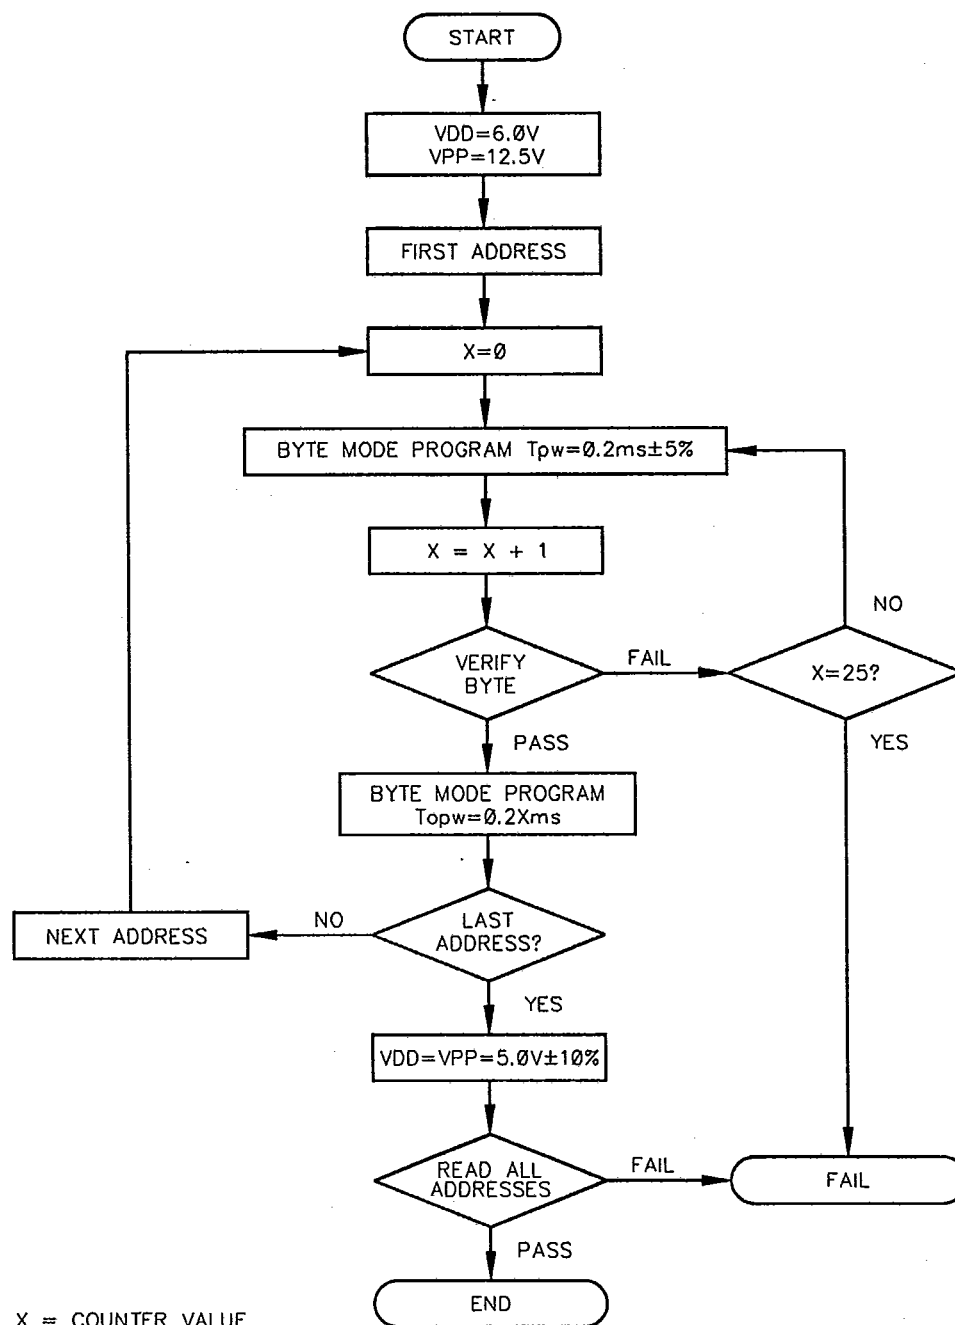 START
VDD=6.0V
VPP=12.5V
FIRST ADDRESS
X=0
BYTE MODE PROGRAM Tpw=0.2ms±5%
X = X + 1
NO
VERIFY
BYTE
FAIL
X=25?
PASS
YES
BYTE MODE PROGRAM
Topw=0.2Xms
NO
LAST
ADDRESS?
NEXT ADDRESS
YES
VDD=VPP=5.0V±10%
READ ALL
ADDRESSES
FAIL
FAIL
PASS
END
X = COUNTER VALUE